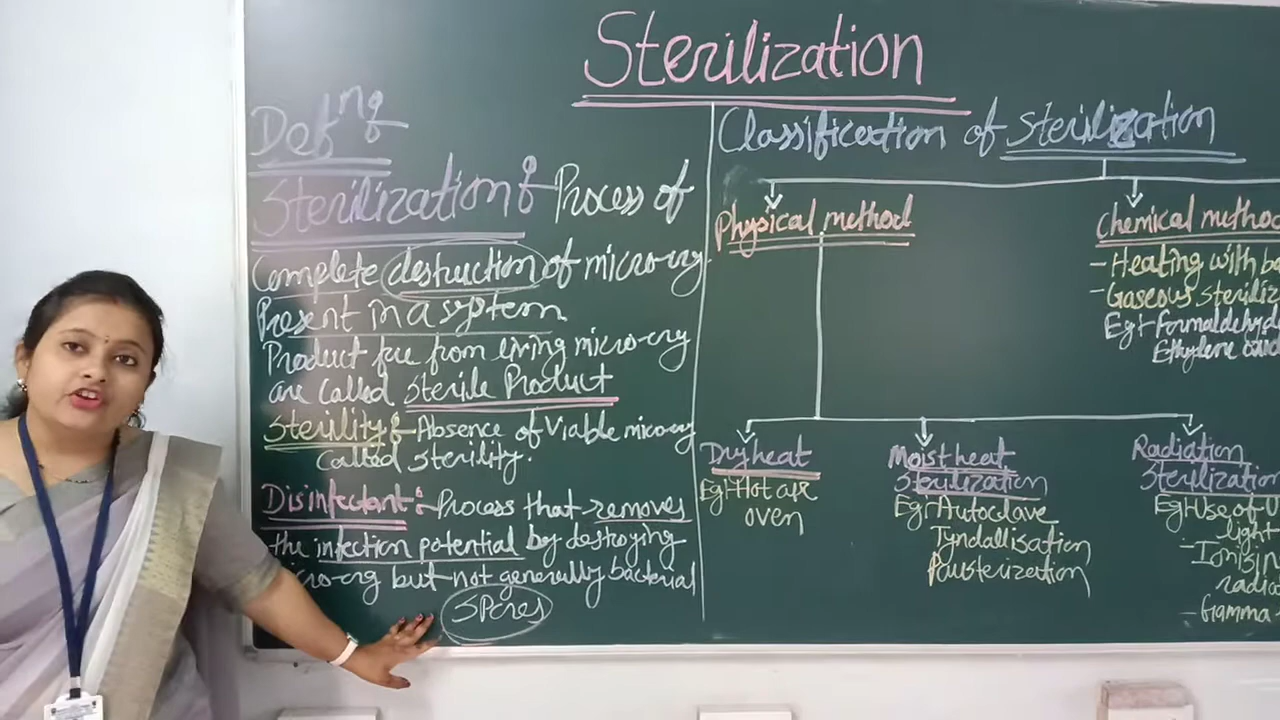 Sterilization
Defⁿᵍ
Sterilization :- Process of
Complete destruction of micro-org
Present in a system
Product free from living micro-org
are called Sterile Product
Sterility :- Absence of Viable micro-org
Called sterility.
Disinfectant :- Process that removes
the infection potential by destroying
micro-org but not generally bacterial
SPores
Classification of Sterilization
Physical method
Chemical method
- Heating with
- Gaseous Steriliz
Eg:- Formaldehyd
Ethylene oxid
Dry heat
Eg:- Hot air
oven
Moist heat
Sterilization
Eg:- Autoclave
Tyndallisation
Pausterization
Radiation
Sterilization
Eg:- Use of U
light
- Ionisin
radia
- Gamma